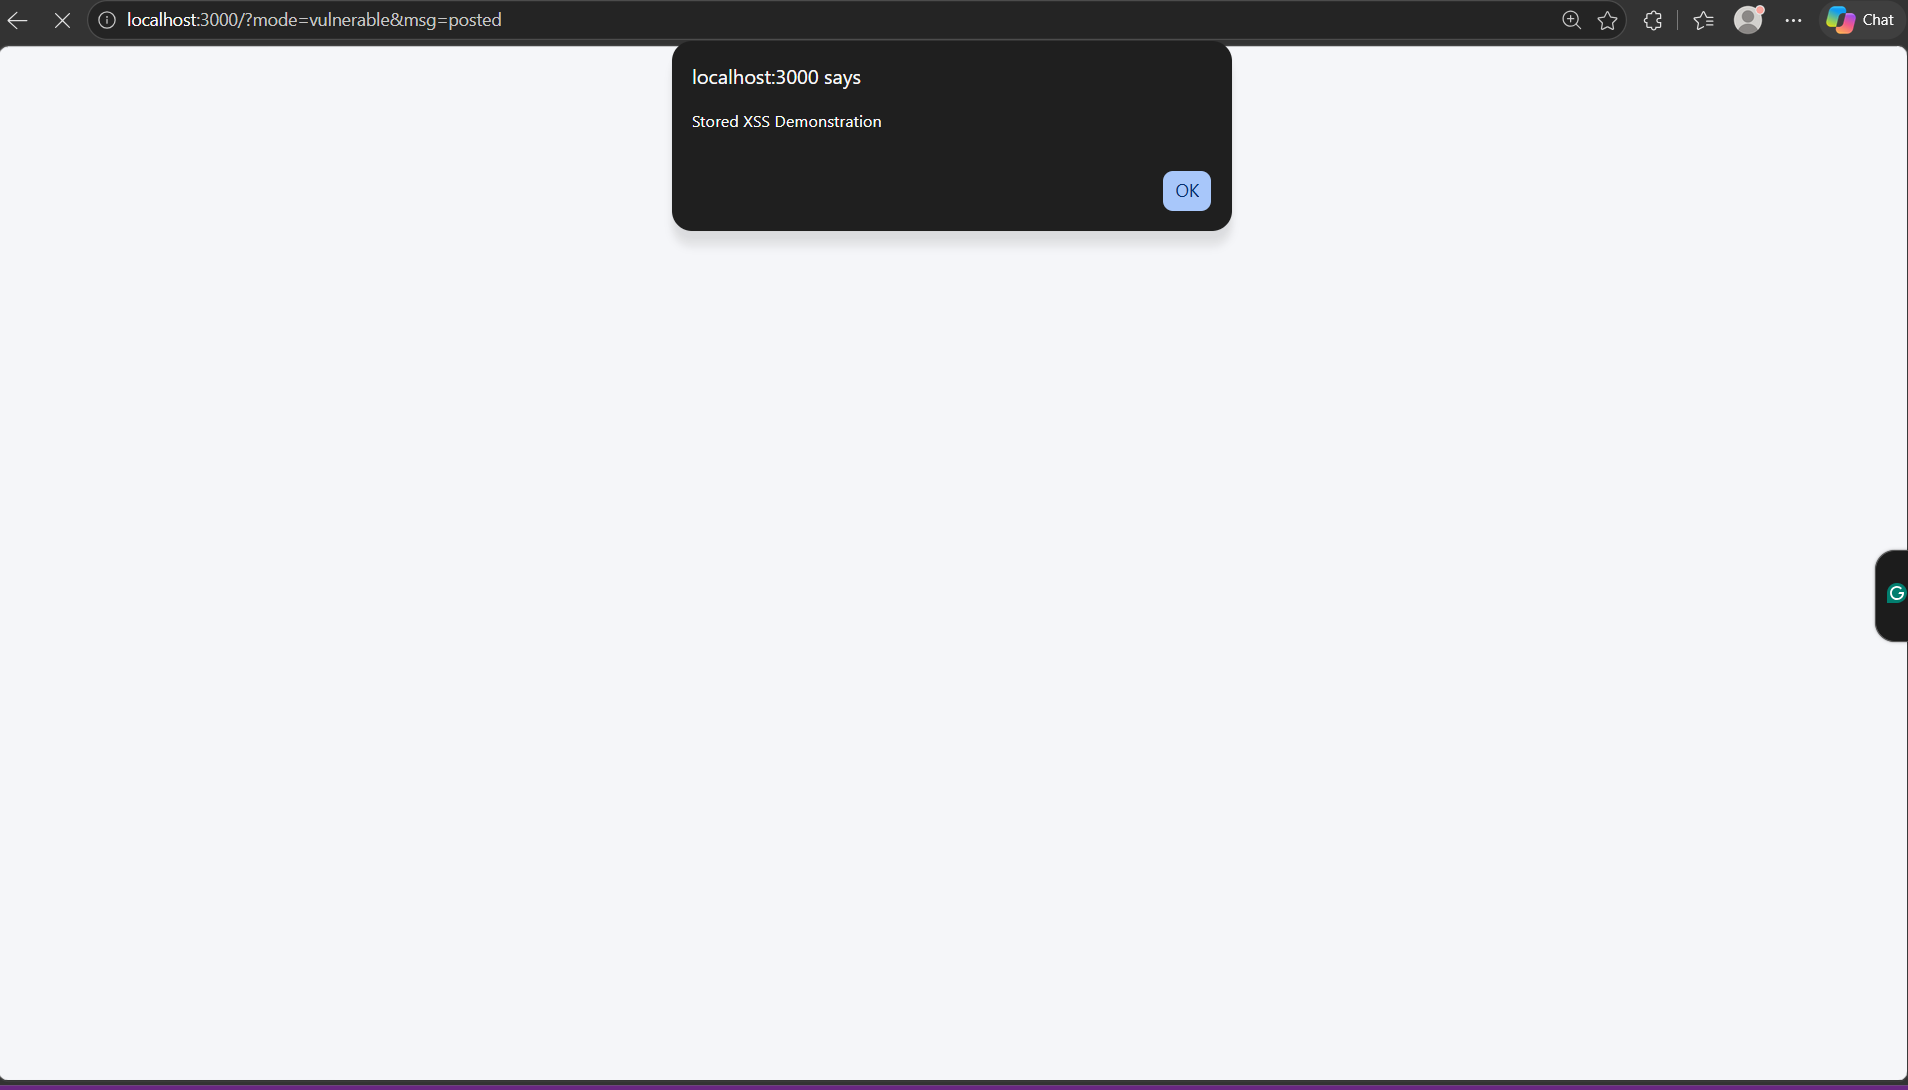 localhost:3000/?mode=vulnerable&msg=posted
Chat
localhost:3000 says
Stored XSS Demonstration
OK
G